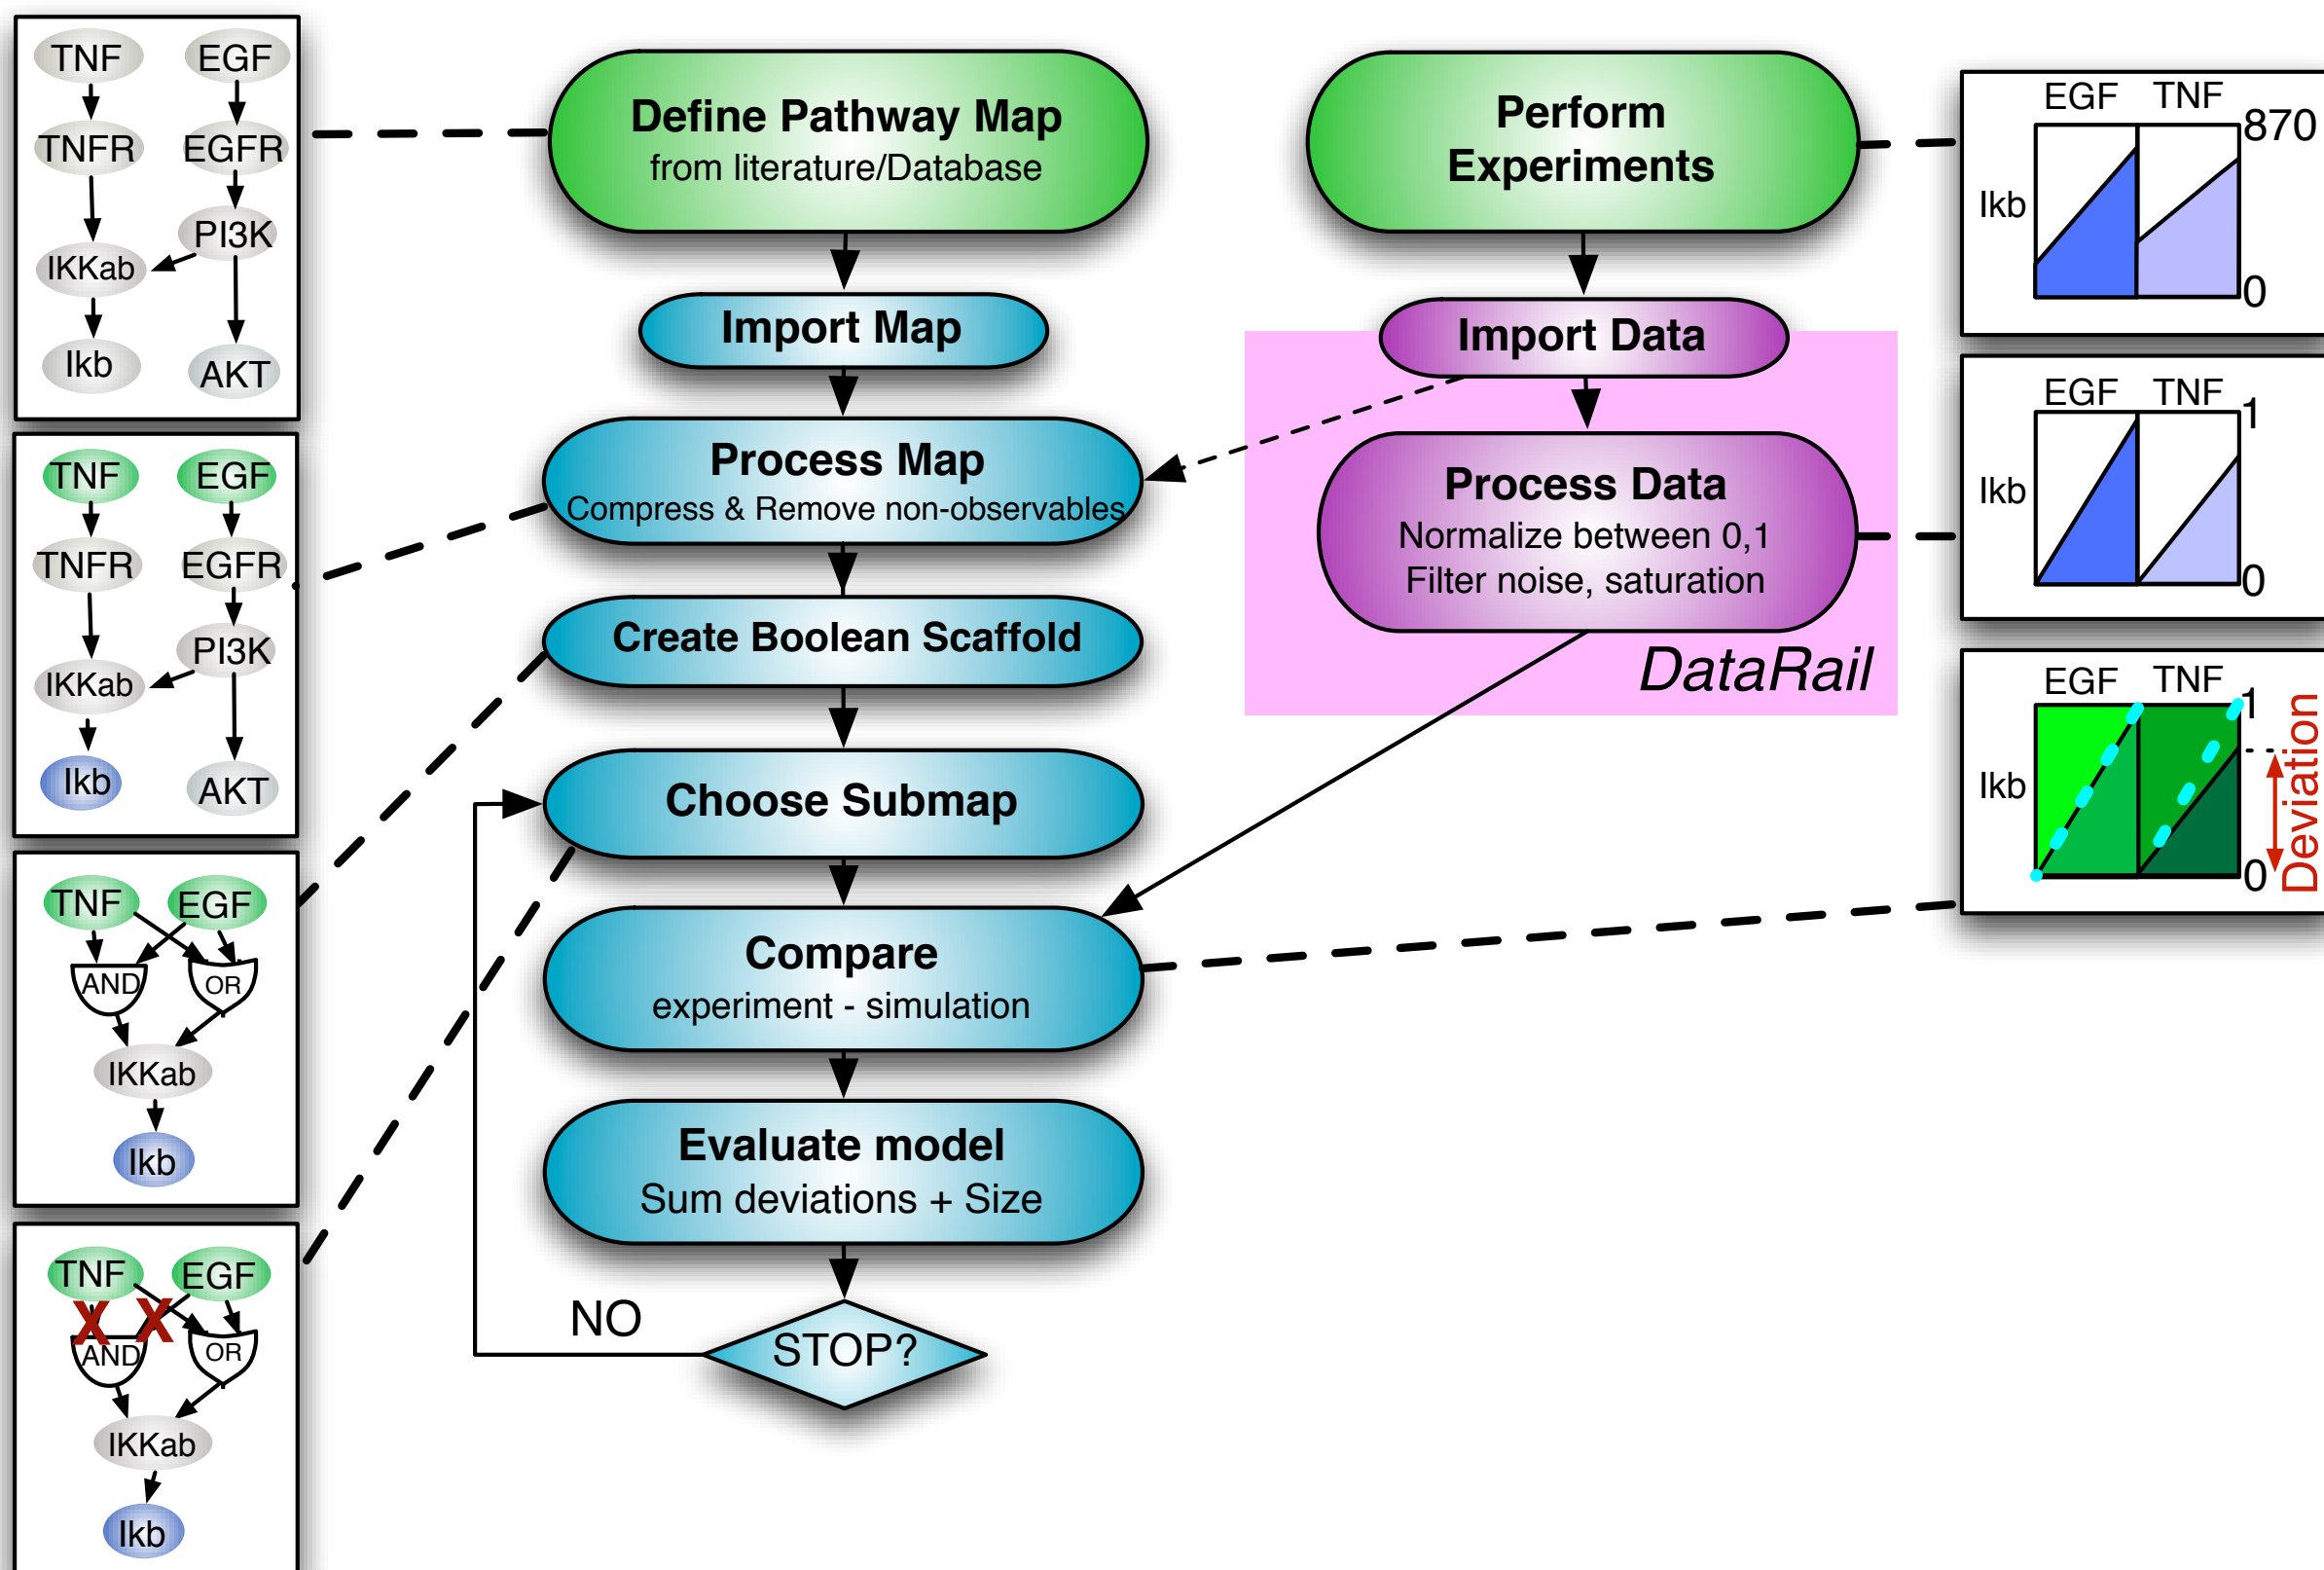 TNF EGF
TNFR EGFR
PI3K
IKKab
Ikb AKT
TNF EGF
TNFR EGFR
PI3K
IKKab
Ikb AKT
TNF EGF
AND OR
IKKab
Ikb
TNF EGF
X X
AND OR
IKKab
Ikb
Define Pathway Map
from literature/Database
Import Map
Process Map
Compress & Remove non-observables
Create Boolean Scaffold
Choose Submap
Compare
experiment - simulation
Evaluate model
Sum deviations + Size
NO
STOP?
Perform
Experiments
Import Data
Process Data
Normalize between 0,1
Filter noise, saturation
DataRail
EGF TNF
870
Ikb
0
EGF TNF
1
Ikb
0
EGF TNF
1
Ikb
0
Deviation